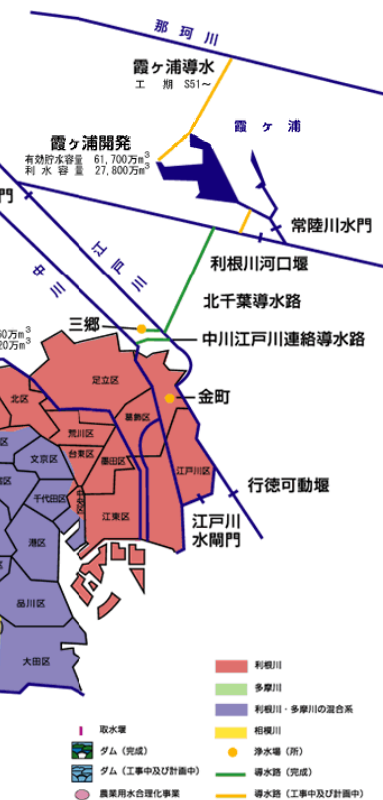 那珂川
霞ヶ浦導水
工 期 S51～
霞ヶ浦
霞ヶ浦開発
有効貯水容量 61,700万m3
利水容量 27,800万m3
門
常陸川水門
江戸川
中川
利根川河口堰
北千葉導水路
三郷
中川江戸川連絡導水路
20万m3
足立区
北区
金町
葛飾区
荒川区
台東区
文京区
墨田区
江戸川区
千代田区
中央区
行徳可動堰
江東区
江戸川
水閘門
港区
品川区
大田区
利根川
多摩川
利根川・多摩川の混合系
相模川
取水堰
浄水場（所）
ダム（完成）
導水路（完成）
ダム（工事中及び計画中）
農業用水合理化事業
導水路（工事中及び計画中）